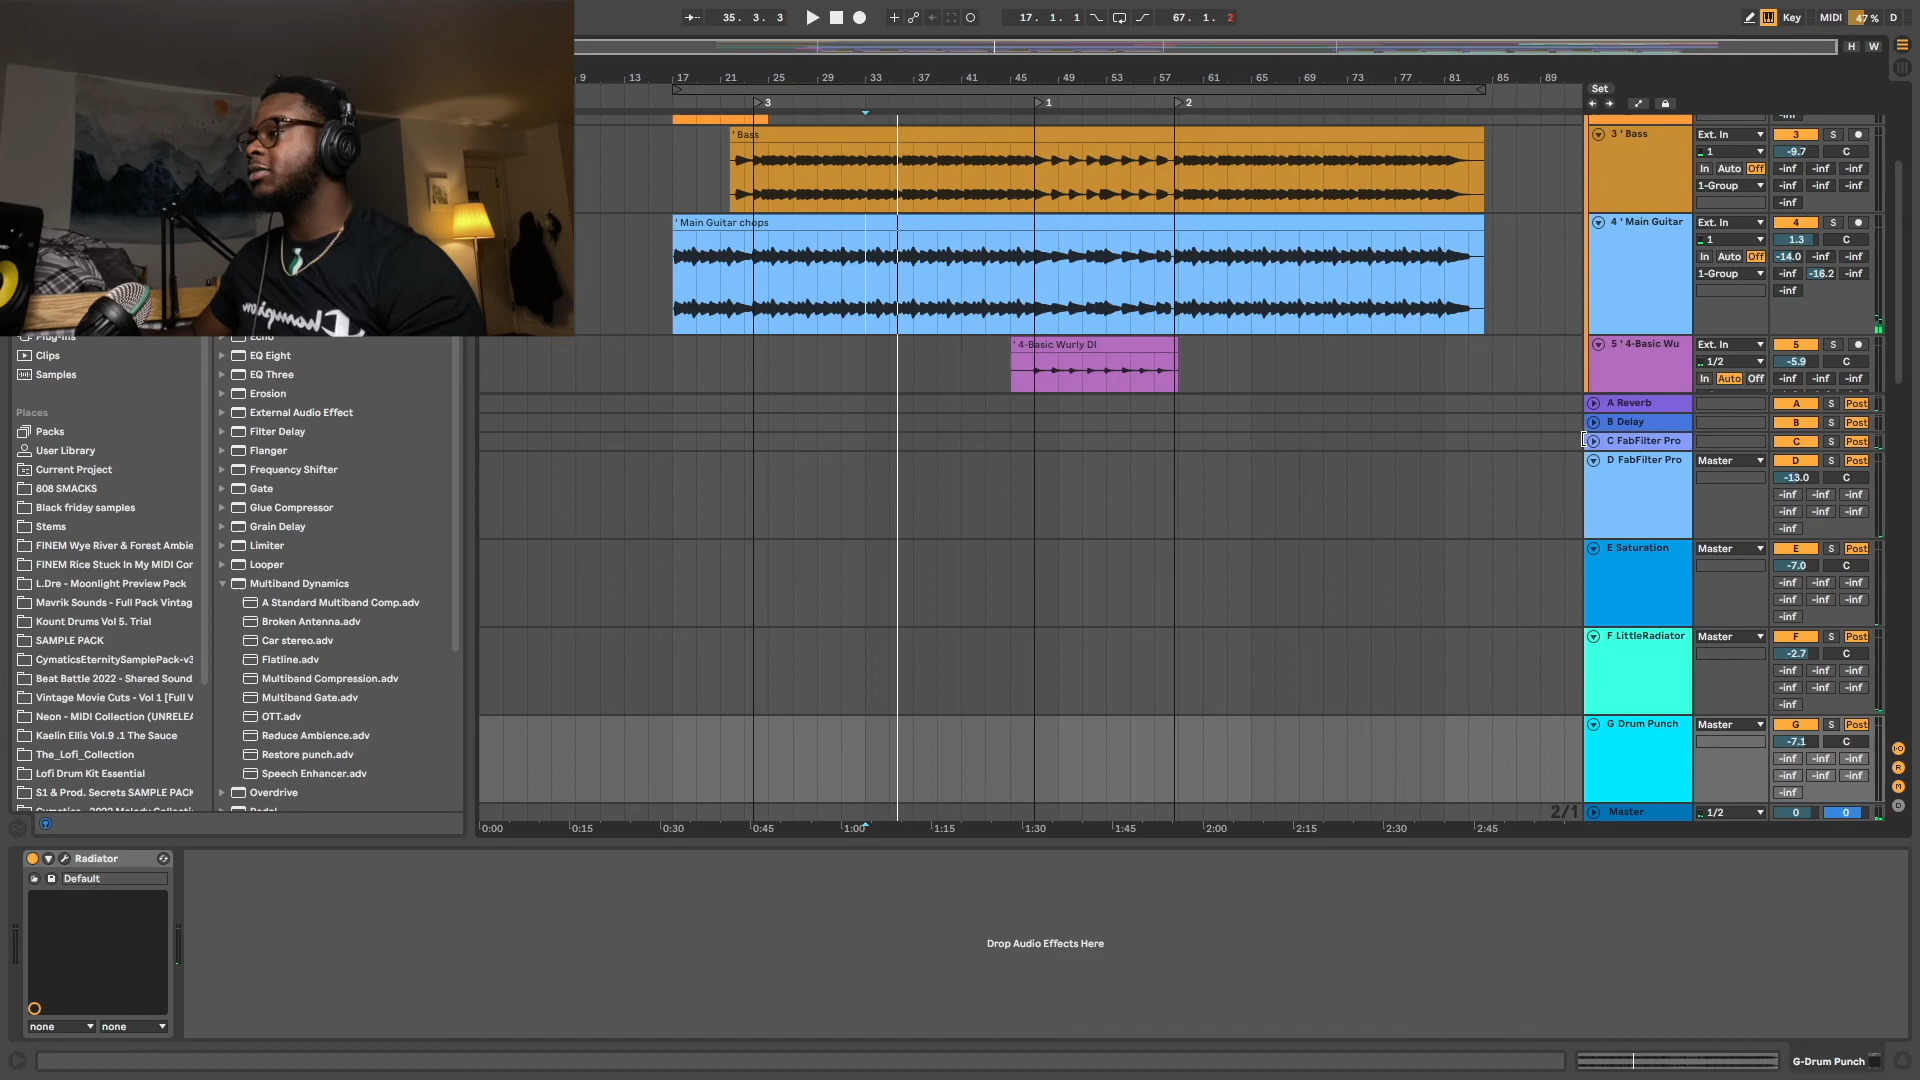 35. 3. 3
17. 1. 1
67. 1. 2
Key
MIDI
47 %
D
H
W
9
13
17
21
25
29
33
37
41
45
49
53
57
61
65
69
73
77
81
85
89
Set
3
1
2
' Bass
3 ' Bass
Ext. In
3
S
1
-9.7
C
In
Auto
Off
-inf
-inf
-inf
1-Group
-inf
-inf
-inf
-inf
' Main Guitar chops
4 ' Main Guitar
Ext. In
4
S
1
1.3
C
In
Auto
Off
-14.0
-inf
-inf
1-Group
-inf
-16.2
-inf
-inf
' 4-Basic Wurly DI
5 ' 4-Basic Wu
Ext. In
5
S
1/2
-5.9
C
In
Auto
Off
-inf
-inf
-inf
A Reverb
A
S
Post
B Delay
B
S
Post
C FabFilter Pro
C
S
Post
D FabFilter Pro
Master
D
S
Post
-13.0
C
-inf
-inf
-inf
-inf
-inf
-inf
-inf
E Saturation
Master
E
S
Post
-7.0
C
-inf
-inf
-inf
-inf
-inf
-inf
-inf
F LittleRadiator
Master
F
S
Post
-2.7
C
-inf
-inf
-inf
-inf
-inf
-inf
-inf
G Drum Punch
Master
G
S
Post
-7.1
C
-inf
-inf
-inf
-inf
-inf
-inf
-inf
2/1
Master
1/2
0
0
0:00
0:15
0:30
0:45
1:00
1:15
1:30
1:45
2:00
2:15
2:30
2:45
Champion
Plug-Ins
Clips
Samples
Places
Packs
User Library
Current Project
808 SMACKS
Black friday samples
Stems
FINEM Wye River & Forest Ambie
FINEM Rice Stuck In My MIDI Cor
L.Dre - Moonlight Preview Pack
Mavrik Sounds - Full Pack Vintag
Kount Drums Vol 5. Trial
SAMPLE PACK
CymaticsEternitySamplePack-v3
Beat Battle 2022 - Shared Sound
Vintage Movie Cuts - Vol 1 [Full V
Neon - MIDI Collection (UNRELEA
Kaelin Ellis Vol.9 .1 The Sauce
The_Lofi_Collection
Lofi Drum Kit Essential
S1 & Prod. Secrets SAMPLE PACK
Echo
EQ Eight
EQ Three
Erosion
External Audio Effect
Filter Delay
Flanger
Frequency Shifter
Gate
Glue Compressor
Grain Delay
Limiter
Looper
Multiband Dynamics
A Standard Multiband Comp.adv
Broken Antenna.adv
Car stereo.adv
Flatline.adv
Multiband Compression.adv
Multiband Gate.adv
OTT.adv
Reduce Ambience.adv
Restore punch.adv
Speech Enhancer.adv
Overdrive
Radiator
Default
none
none
Drop Audio Effects Here
G-Drum Punch